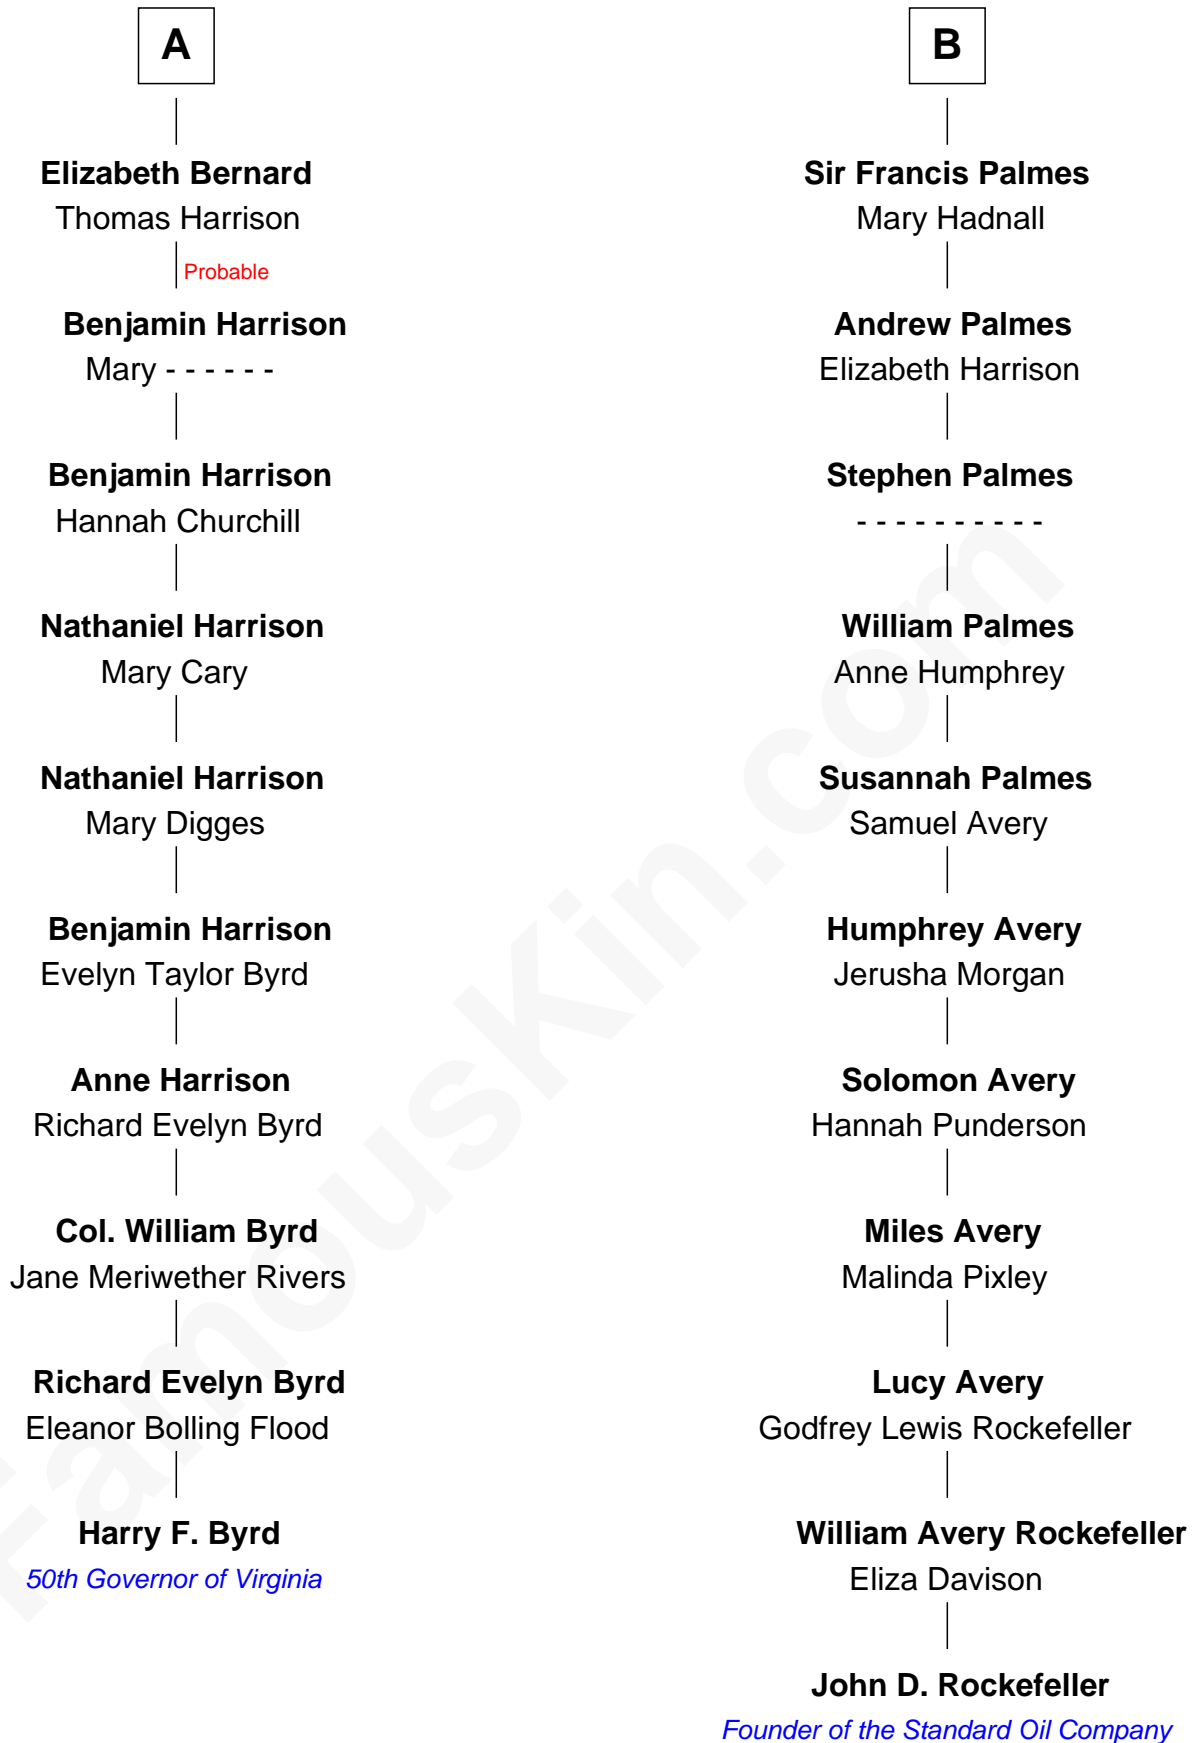 A
Elizabeth Bernard
Thomas Harrison
Probable
Benjamin Harrison
Mary - - - - - -
Benjamin Harrison
Hannah Churchill
Nathaniel Harrison
Mary Cary
Nathaniel Harrison
Mary Digges
Benjamin Harrison
Evelyn Taylor Byrd
Anne Harrison
Richard Evelyn Byrd
Col. William Byrd
Jane Meriwether Rivers
Richard Evelyn Byrd
Eleanor Bolling Flood
Harry F. Byrd
50th Governor of Virginia
B
Sir Francis Palmes
Mary Hadnall
Andrew Palmes
Elizabeth Harrison
Stephen Palmes
- - - - - - - - - -
William Palmes
Anne Humphrey
Susannah Palmes
Samuel Avery
Humphrey Avery
Jerusha Morgan
Solomon Avery
Hannah Punderson
Miles Avery
Malinda Pixley
Lucy Avery
Godfrey Lewis Rockefeller
William Avery Rockefeller
Eliza Davison
John D. Rockefeller
Founder of the Standard Oil Company
FamousKin.com